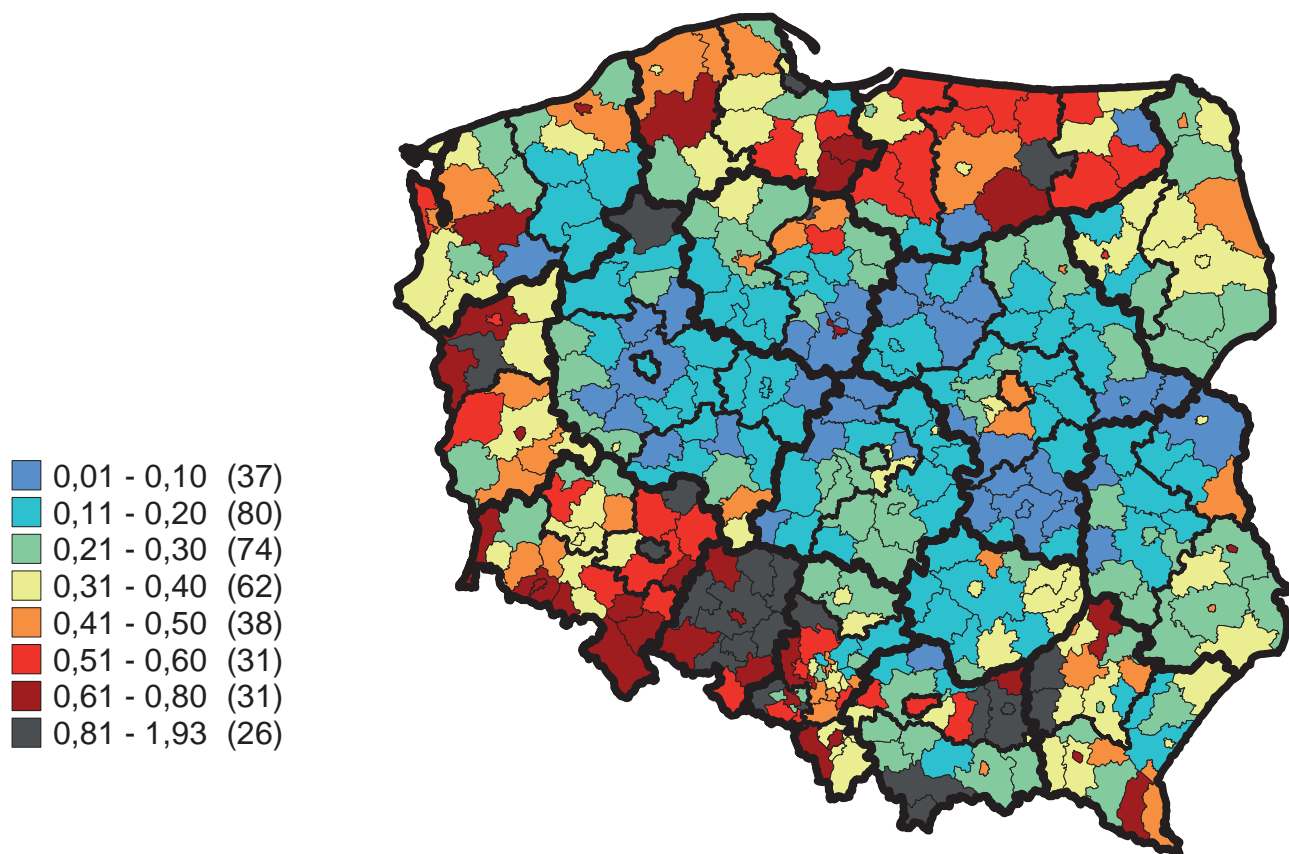 0,01 - 0,10 (37)
0,11 - 0,20 (80)
0,21 - 0,30 (74)
0,31 - 0,40 (62)
0,41 - 0,50 (38)
0,51 - 0,60 (31)
0,61 - 0,80 (31)
0,81 - 1,93 (26)